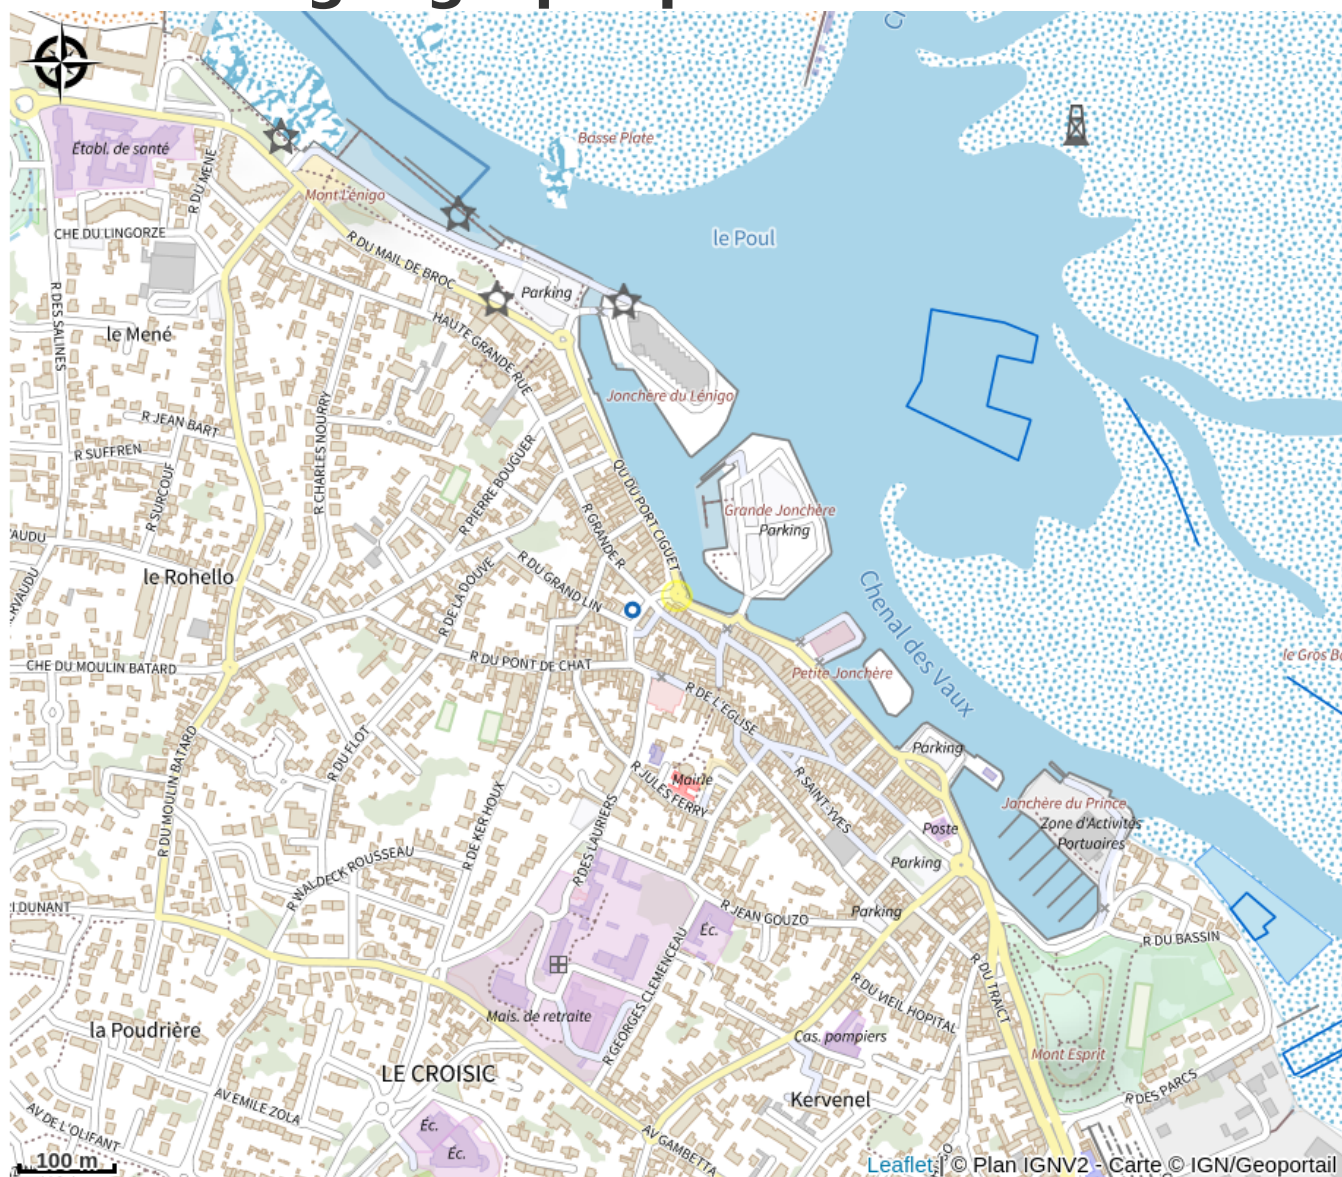 Basse Plate
Établ. de santé
R DU MENE
Mont Lénigo
CHE DU LINGORZE
le Poul
R DU MAIL DE BROC
Parking
R DES SALINES
le Mené
HAUTE GRANDE RUE
Jonchère du Lénigo
R JEAN BART
R SUFFREN
R CHARLES NOURRY
R SURCOUF
R PIERRE BOUGUER
QU DU PORT CIGUET
R GRANDE R
Grande Jonchère
Parking
le Rohello
R DU GRAND LIN
R DE LA DOUVE
Chenal des Vaux
CHE DU MOULIN BATARD
R DU PONT DE CHAT
Petite Jonchère
R DE L'EGLISE
R DU MOULIN BATARD
R DU FLOT
Parking
Mairie
R JULES FERRY
R SAINT-YVES
Jonchère du Prince
Zone d'Activités
Portuaires
R DE KER HOUX
R DES LAURIERS
Poste
Parking
R WALDECK ROUSSEAU
DUNANT
R JEAN GOUZO
Parking
Éc.
R DU BASSIN
R GEORGES CLEMENCEAU
R DU VIEIL HOPITAL
R DU TRAICT
Mais. de retraite
la Poudrière
Cas. pompiers
Mont Esprit
LE CROISIC
Kervenel
R DES PARCS
AV EMILE ZOLA
AV DE L'OLIFANT
Éc.
Éc.
AV GAMBETTA
100 m
Leaflet | © Plan IGNV2 - Carte © IGN/Geoportail